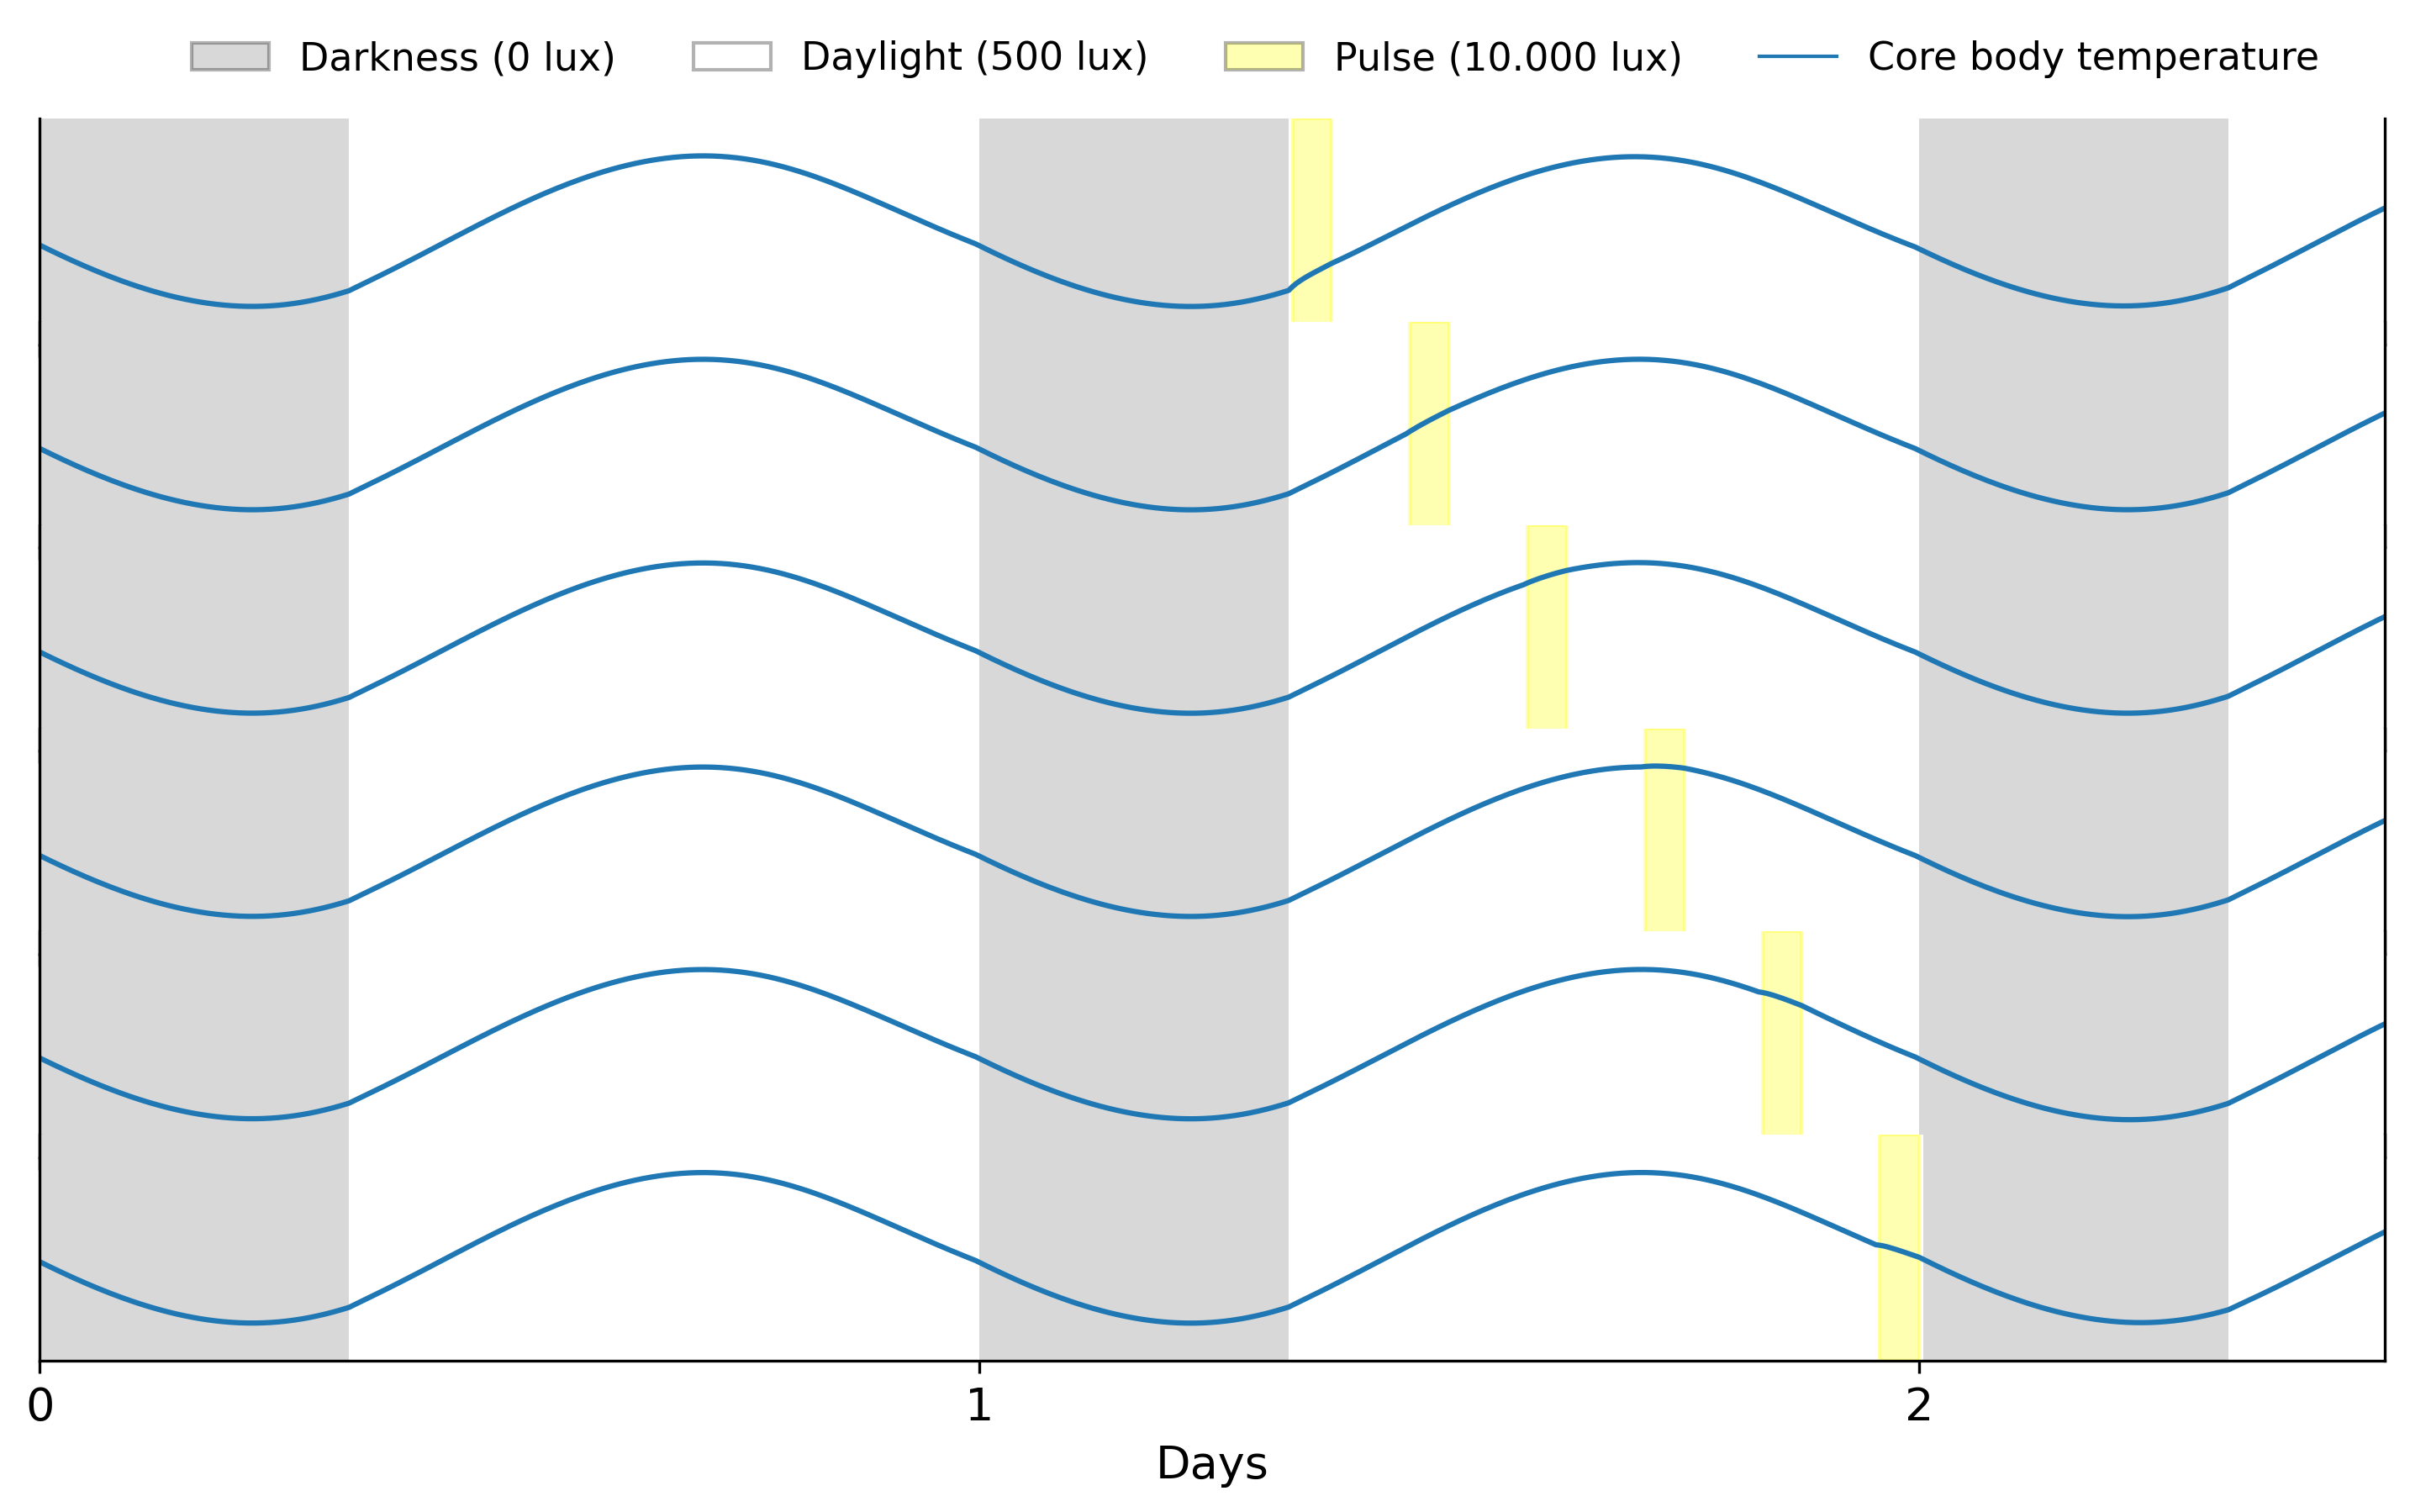 Darkness (0 lux) Daylight (500 lux) Pulse (10.000 lux) Core body temperature
0 1 2
Days